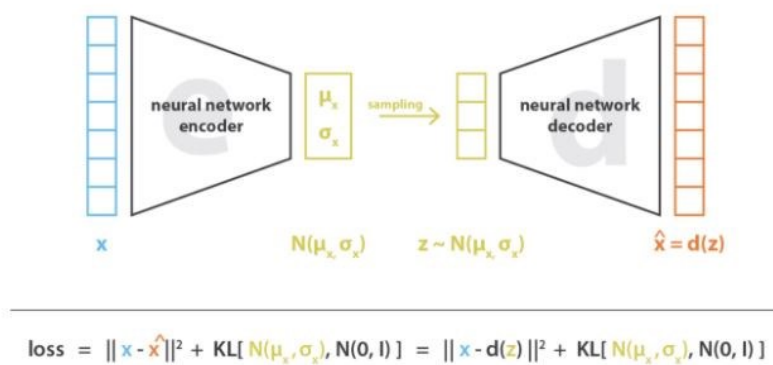 e
neural network
encoder
μₓ
σₓ
sampling
d
neural network
decoder
x
N(μₓ, σₓ)
z ~ N(μₓ, σₓ)
x̂ = d(z)
loss = || x - x̂ ||² + KL[ N(μₓ, σₓ), N(0, I) ] = || x - d(z) ||² + KL[ N(μₓ, σₓ), N(0, I) ]